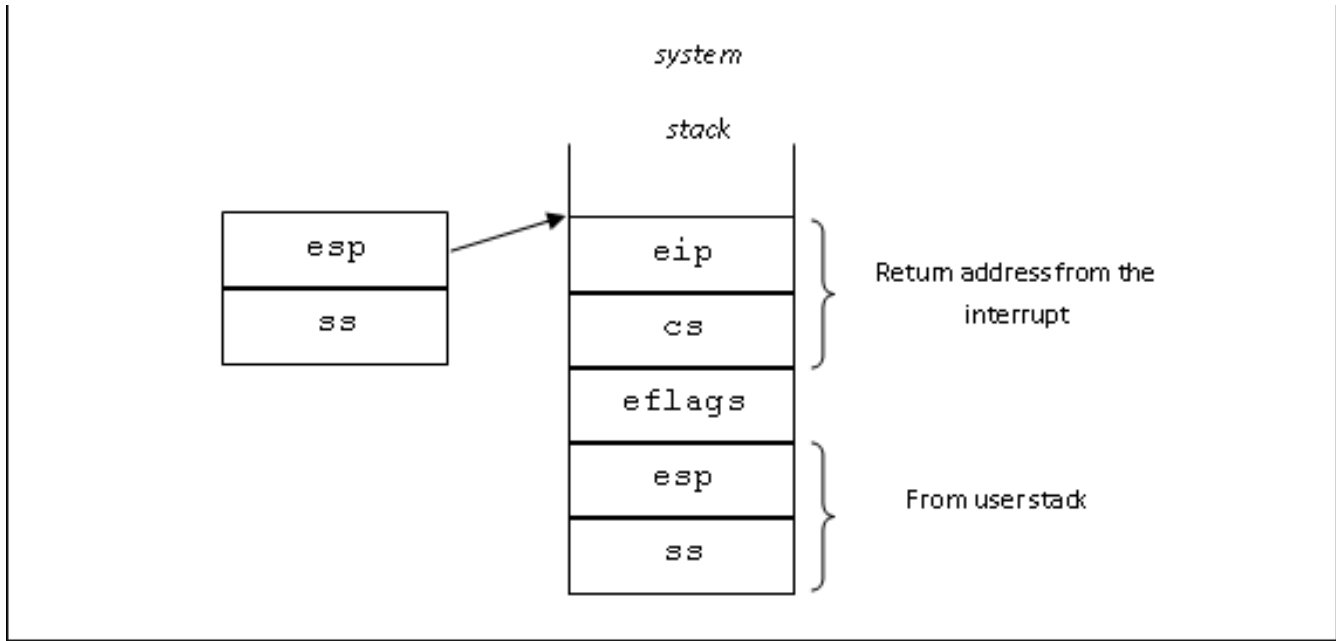 system
stack
esp
ss
eip
cs
eflags
esp
ss
Return address from the
interrupt
From user stack